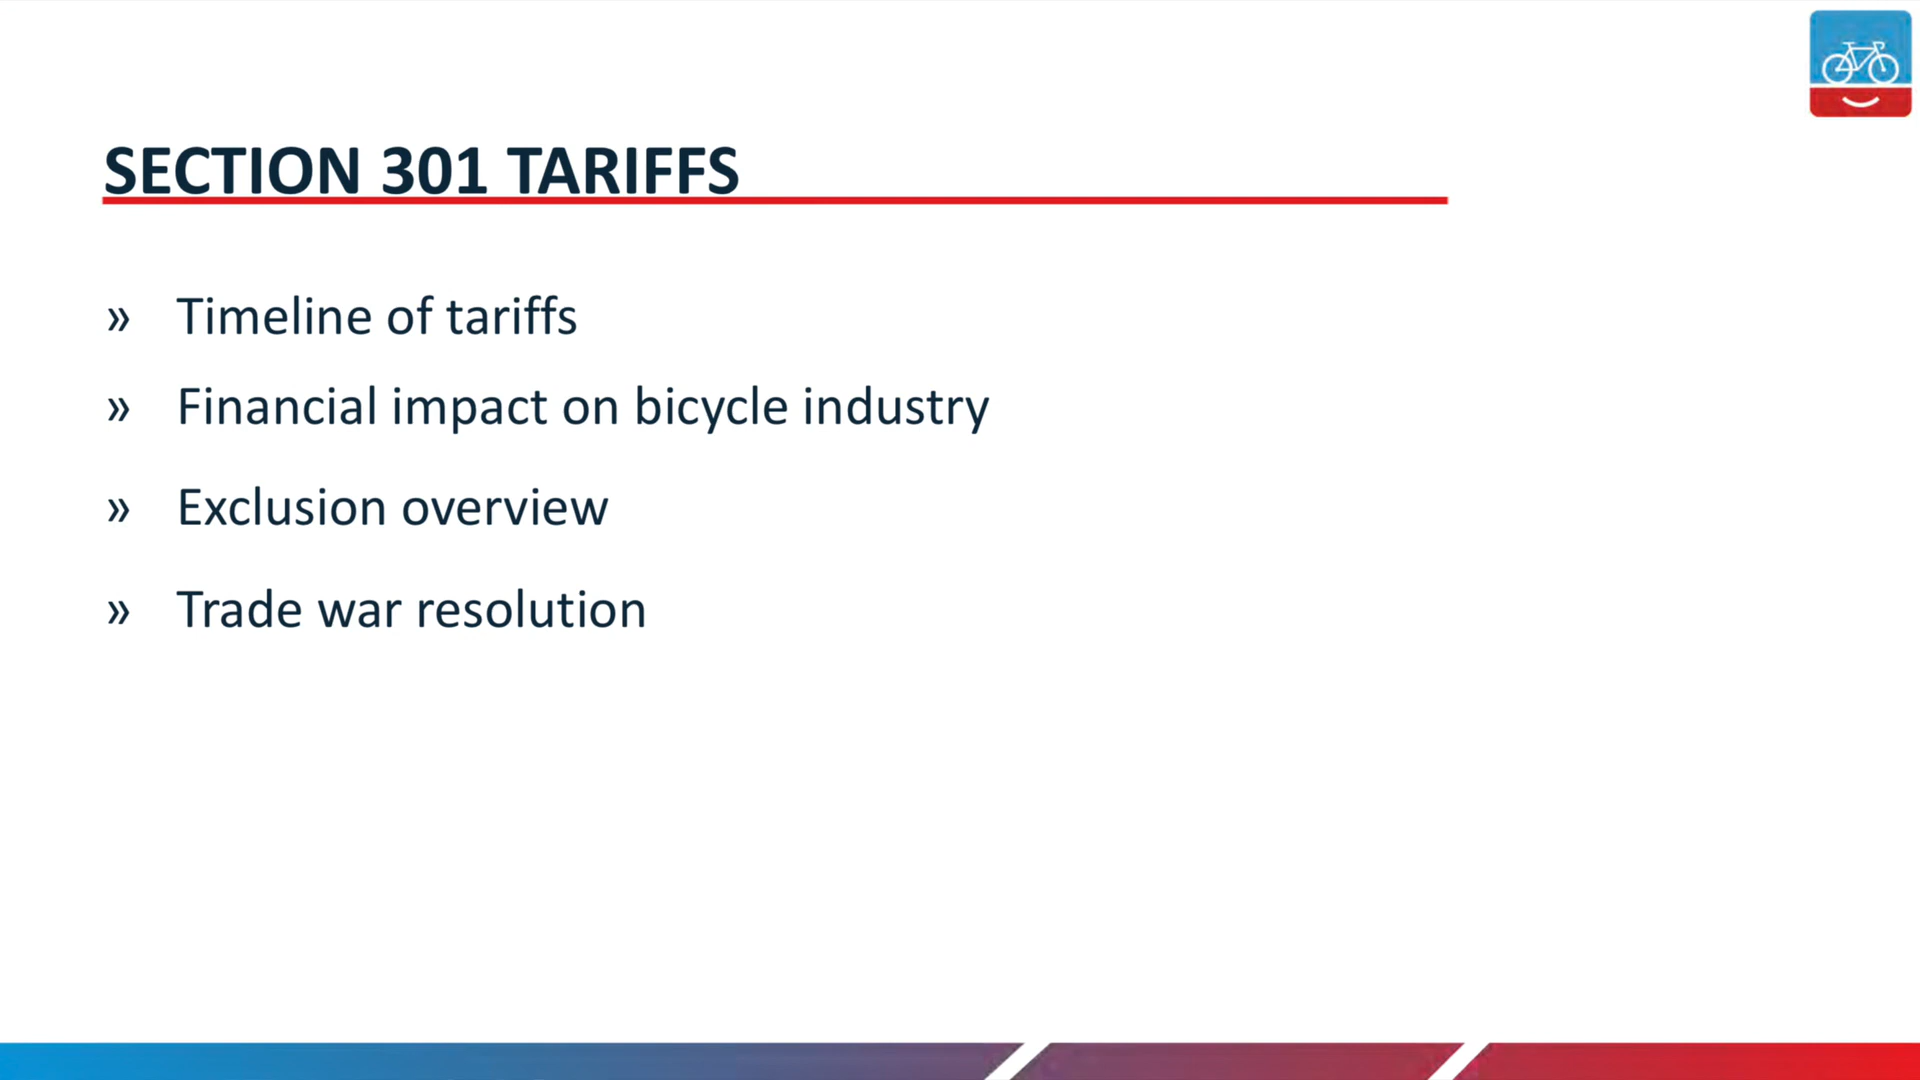 SECTION 301 TARIFFS
» Timeline of tariffs
» Financial impact on bicycle industry
» Exclusion overview
» Trade war resolution